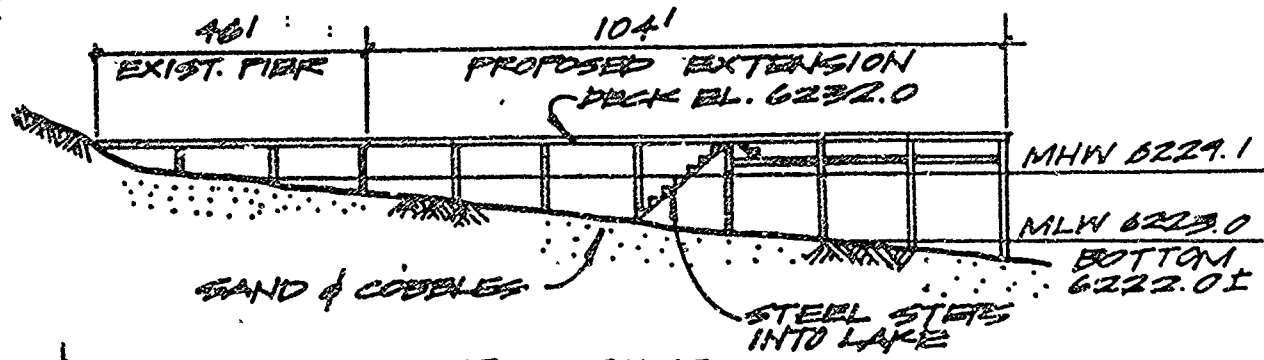 46'
104'
EXIST. PIER
PROPOSED EXTENSION
DECK EL. 6232.0
MHW 6229.1
MLW 6223.0
BOTTOM
6222.0±
SAND & COBBLES
STEEL STEPS
INTO LAKE